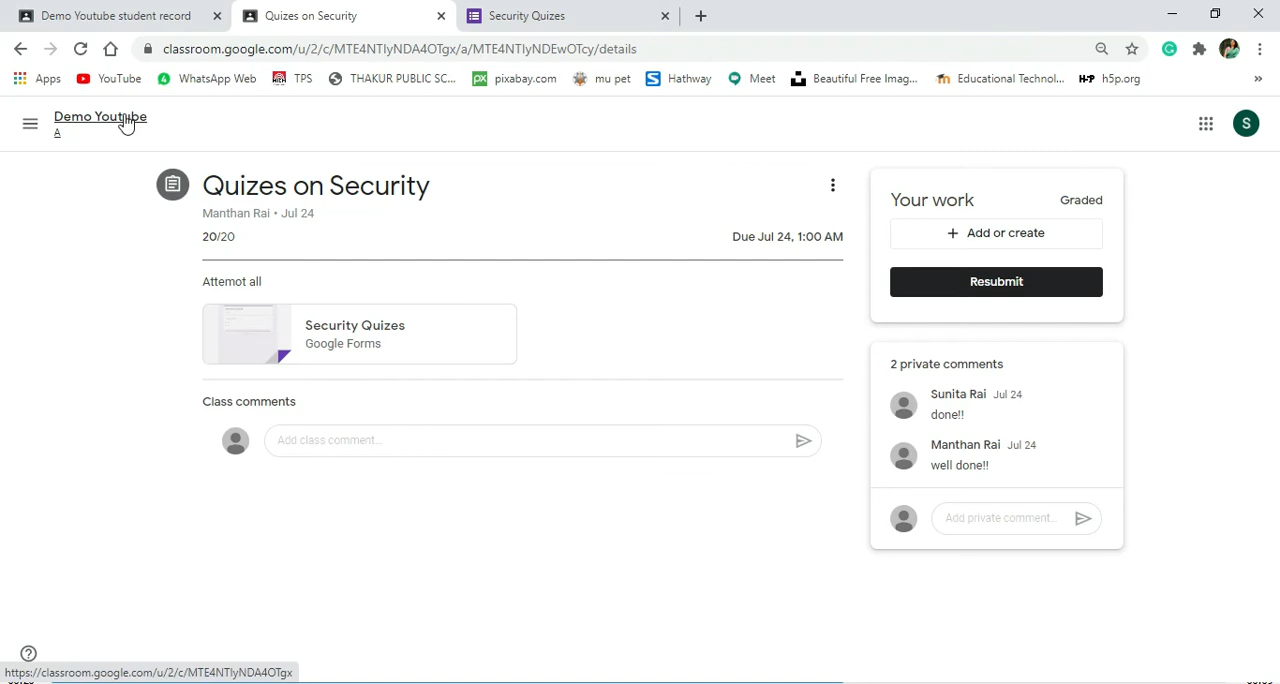 Demo Youtube student record
Quizes on Security
Security Quizes
classroom.google.com/u/2/c/MTE4NTIyNDA4OTgx/a/MTE4NTIyNDEwOTcy/details
Apps YouTube WhatsApp Web TPS THAKUR PUBLIC SC... pixabay.com mu pet Hathway Meet Beautiful Free Imag... Educational Technol... H5P h5p.org »
Demo Youtube
A
S
Quizes on Security
Manthan Rai • Jul 24
20/20
Due Jul 24, 1:00 AM
Attemot all
Security Quizes
Google Forms
Class comments
Add class comment...
Your work
Graded
+ Add or create
Resubmit
2 private comments
Sunita Rai Jul 24
done!!
Manthan Rai Jul 24
well done!!
Add private comment...
https://classroom.google.com/u/2/c/MTE4NTIyNDA4OTgx